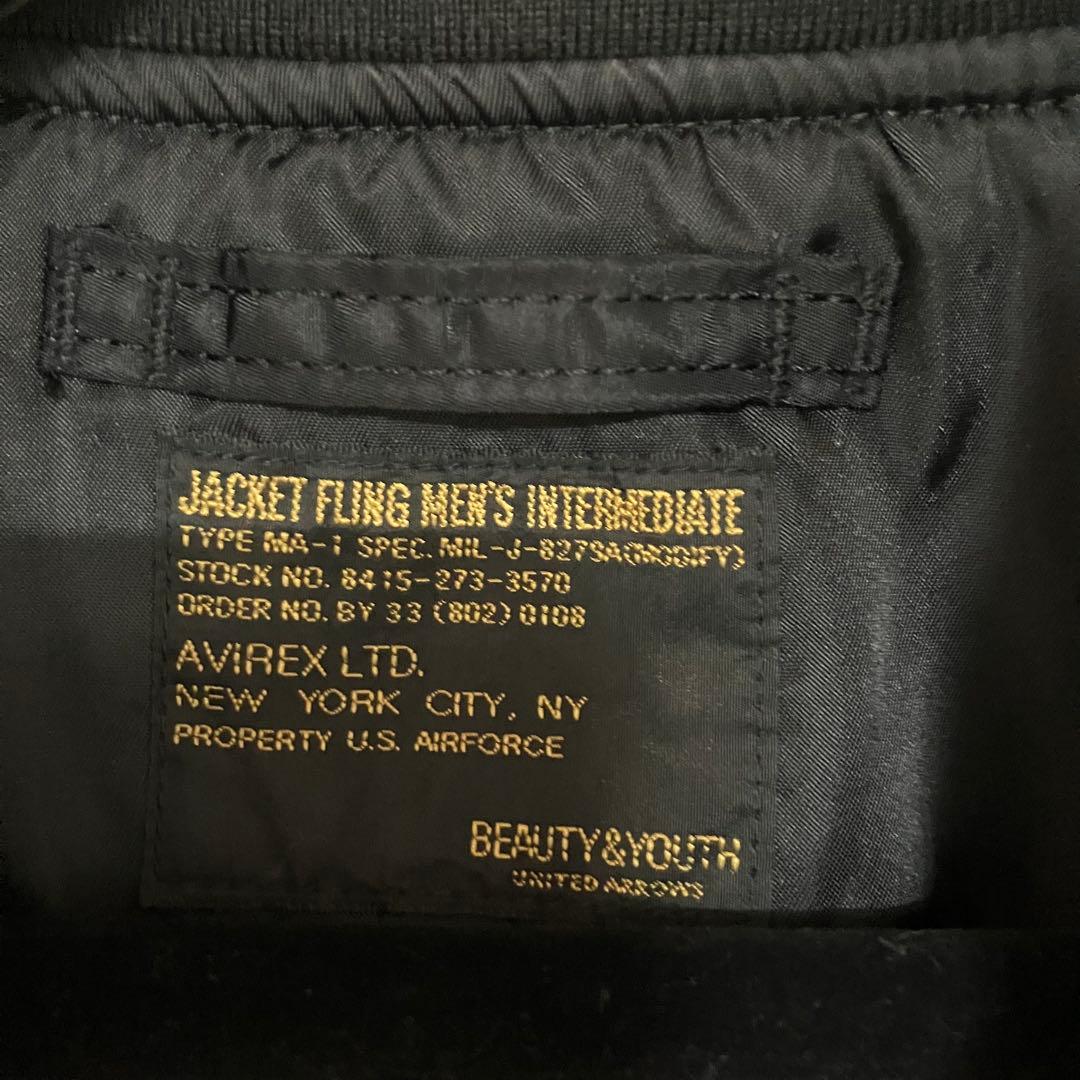 JACKET FLING MEN'S INTERMEDIATE
TYPE MA-1 SPEC. MIL-J-8279A(MODIFY)
STOCK NO. 8415-273-3570
ORDER NO. BY 33 (802) 0108
AVIREX LTD.
NEW YORK CITY, NY
PROPERTY U.S. AIRFORCE
BEAUTY&YOUTH
UNITED ARROWS